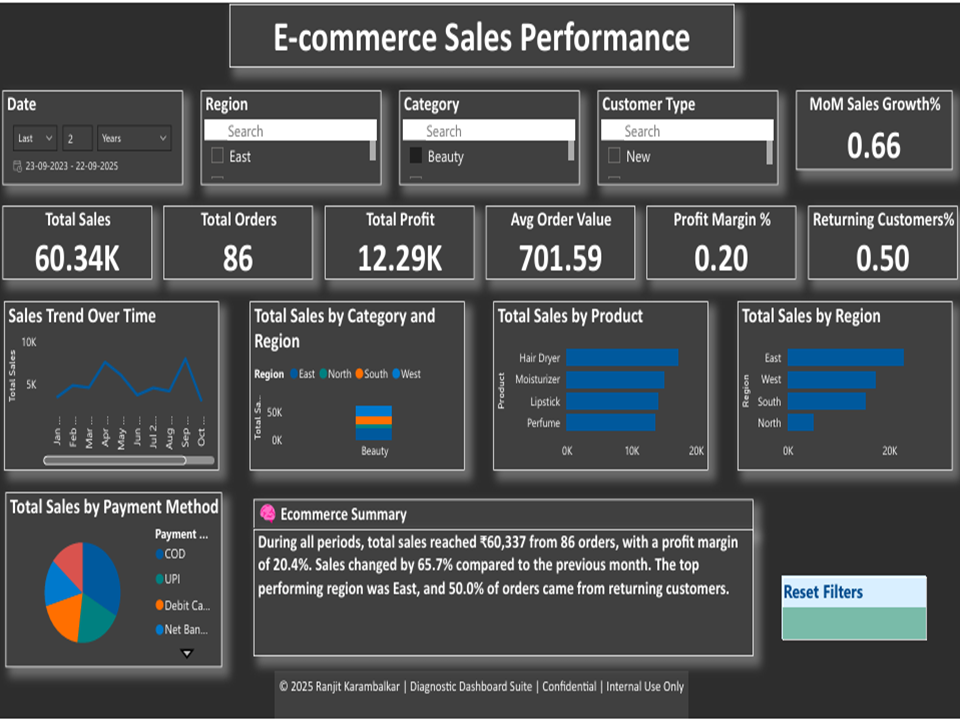 E-commerce Sales Performance
Date
Last
2
Years
23-09-2023 - 22-09-2025
Region
Search
East
Category
Search
Beauty
Customer Type
Search
New
MoM Sales Growth%
0.66
Total Sales
60.34K
Total Orders
86
Total Profit
12.29K
Avg Order Value
701.59
Profit Margin %
0.20
Returning Customers%
0.50
Sales Trend Over Time
Total Sales
10K
5K
Jan ...
Feb ...
Mar ...
Apr ...
May ...
Jun ...
Jul 2...
Aug ...
Sep ...
Oct ...
Total Sales by Category and
Region
Region East North South West
Total Sa...
50K
0K
Beauty
Total Sales by Product
Product
Hair Dryer
Moisturizer
Lipstick
Perfume
0K 10K 20K
Total Sales by Region
Region
East
West
South
North
0K 20K
Total Sales by Payment Method
Payment ...
COD
UPI
Debit Ca...
Net Ban...
Ecommerce Summary
During all periods, total sales reached ₹60,337 from 86 orders, with a profit margin
of 20.4%. Sales changed by 65.7% compared to the previous month. The top
performing region was East, and 50.0% of orders came from returning customers.
Reset Filters
© 2025 Ranjit Karambalkar | Diagnostic Dashboard Suite | Confidential | Internal Use Only